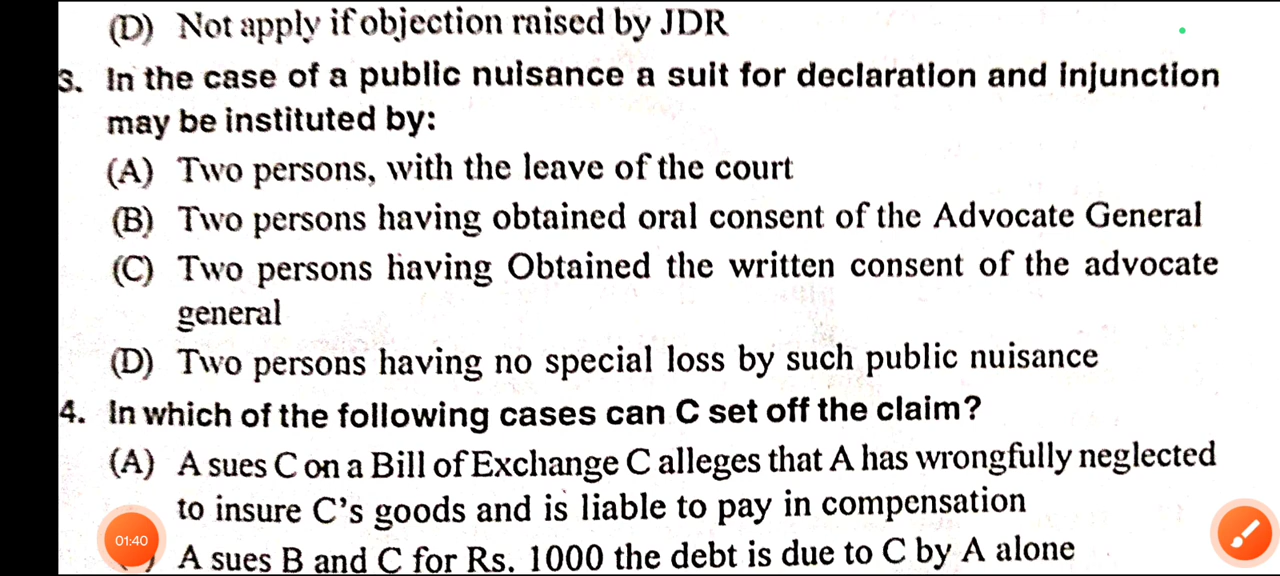 (D) Not apply if objection raised by JDR
3. In the case of a public nuisance a suit for declaration and injunction
may be instituted by:
(A) Two persons, with the leave of the court
(B) Two persons having obtained oral consent of the Advocate General
(C) Two persons having Obtained the written consent of the advocate
general
(D) Two persons having no special loss by such public nuisance
4. In which of the following cases can C set off the claim?
(A) A sues C on a Bill of Exchange C alleges that A has wrongfully neglected
to insure C's goods and is liable to pay in compensation
01:40
A sues B and C for Rs. 1000 the debt is due to C by A alone